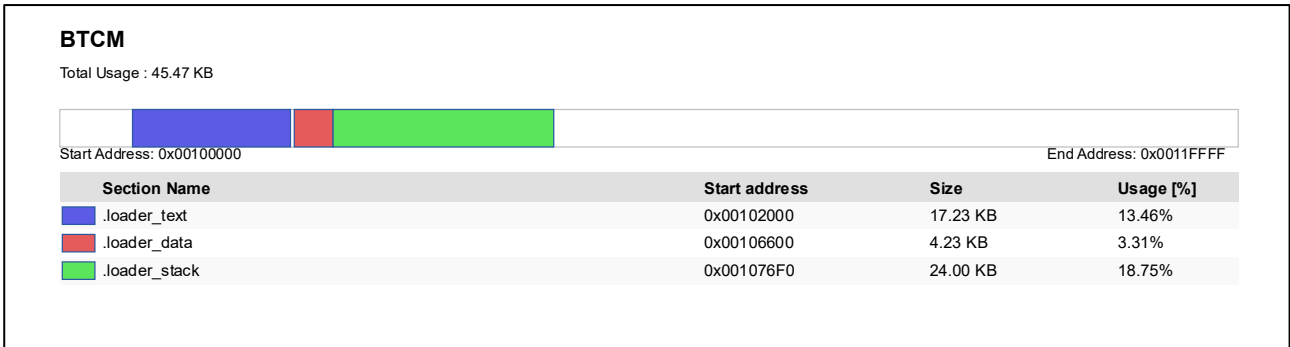 BTCM
Total Usage : 45.47 KB
Start Address: 0x00100000 End Address: 0x0011FFFF
Section Name Start address Size Usage [%]
.loader_text 0x00102000 17.23 KB 13.46%
.loader_data 0x00106600 4.23 KB 3.31%
.loader_stack 0x001076F0 24.00 KB 18.75%